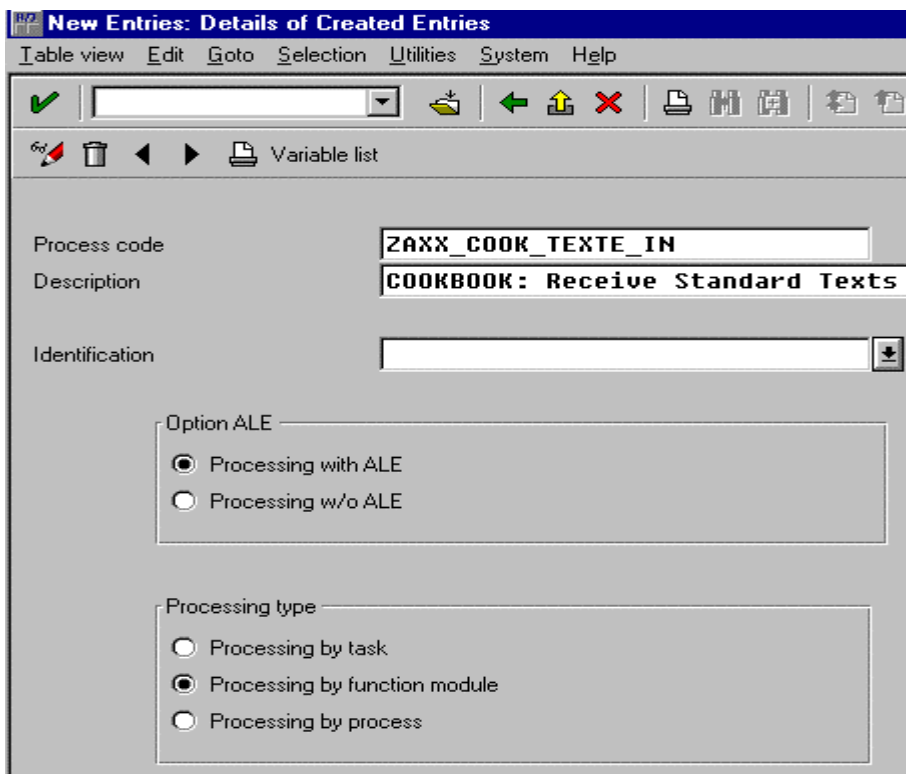 New Entries: Details of Created Entries
Table view Edit Goto Selection Utilities System Help
Variable list
Process code ZAXX_COOK_TEXTE_IN
Description COOKBOOK: Receive Standard Texts
Identification
Option ALE
Processing with ALE
Processing w/o ALE
Processing type
Processing by task
Processing by function module
Processing by process